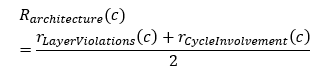 R_architecture(c)
= (r_LayerViolations(c) + r_CycleInvolvement(c)) / 2